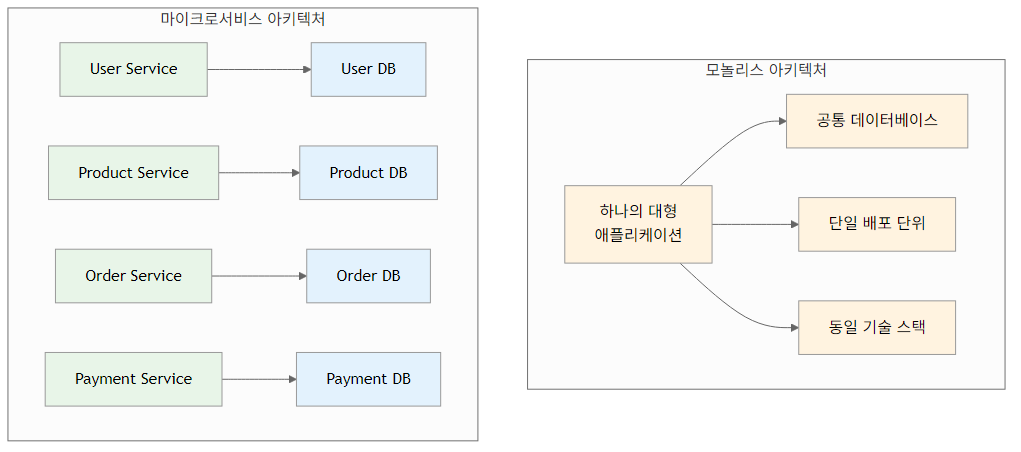 마이크로서비스 아키텍처
User Service
User DB
Product Service
Product DB
Order Service
Order DB
Payment Service
Payment DB
모놀리스 아키텍처
하나의 대형
애플리케이션
공통 데이터베이스
단일 배포 단위
동일 기술 스택